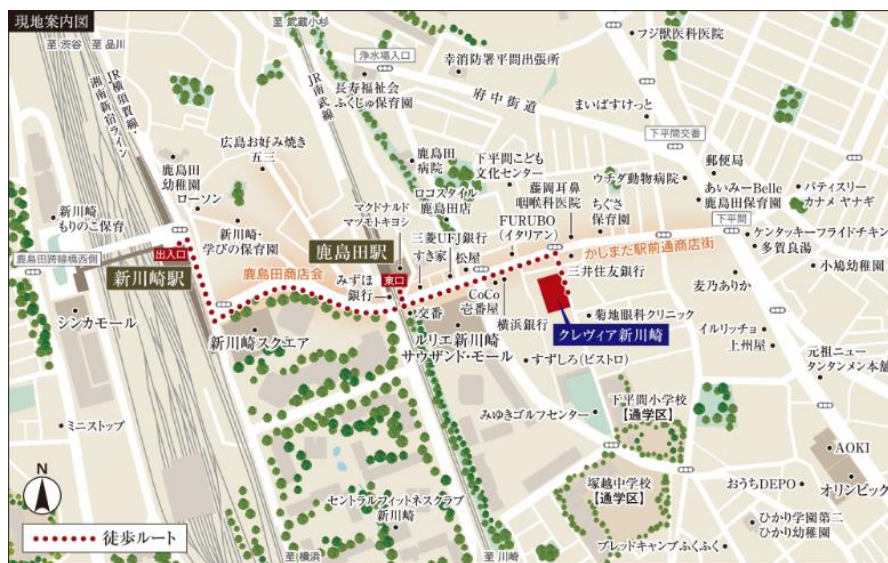 現地案内図
至 渋谷
至 品川
JR横須賀線・
湘南新宿ライン
至 武蔵小杉
JR南武線
浄水場入口
長寿福祉会
ふくじゅ保育園
幸消防署平間出張所
府中街道
フジ獣医科医院
まいばすけっと
下平間交番
郵便局
広島お好み焼き
五三
鹿島田
幼稚園
ローソン
鹿島田
病院
下平間こども
文化センター
ロコスタイル
鹿島田店
藤岡耳鼻
咽喉科医院
ウチダ動物病院
ちぐさ
保育園
あいみーBelle
鹿島田保育園
パティスリー
カナメ ヤナギ
下平間
新川崎
もりのこ保育
新川崎・
学びの保育園
マクドナルド
マツモトキヨシ
FURUBO
(イタリアン)
三菱UFJ銀行
すき家
松屋
ケンタッキーフライドチキン
多賀良湯
小鳩幼稚園
鹿島田跨線橋西側
出入口
新川崎駅
鹿島田駅
東口
鹿島田商店会
みずほ
銀行
かしまだ駅前通商店街
三井住友銀行
麦乃ありか
シンカモール
新川崎スクエア
交番
ルリエ新川崎
サウザンド・モール
CoCo
壱番屋
横浜銀行
菊地眼科クリニック
クレヴィア新川崎
イルリッチョ
上州屋
すずしろ(ビストロ)
元祖ニュー
タンタンメン本舗
ミニストップ
みゆきゴルフセンター
下平間小学校
【通学区】
AOKI
オリンピック
塚越中学校
【通学区】
おうちDEPO
セントラルフィットネスクラブ
新川崎
ひかり学園第二
ひかり幼稚園
ブレッドキャンプふくふく
N
徒歩ルート
至 横浜
至 川崎